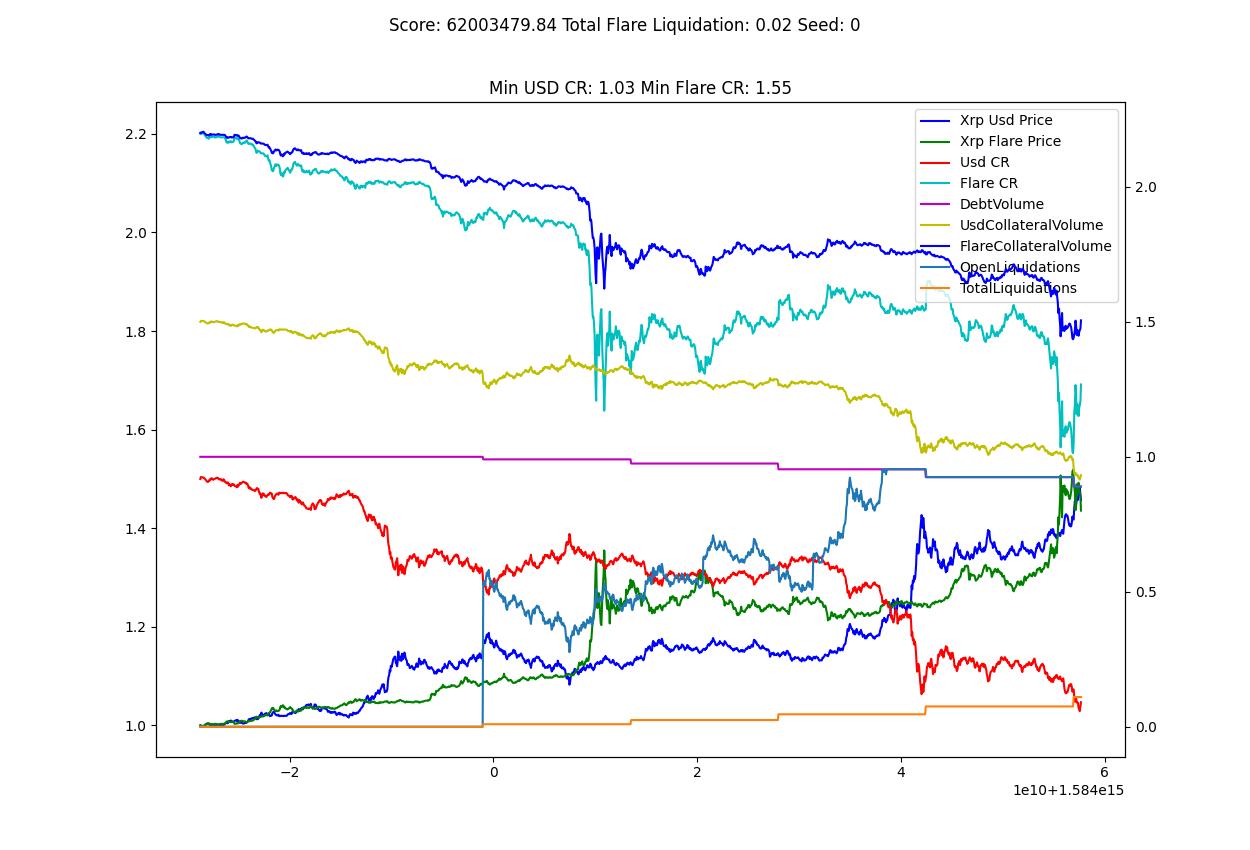 Score: 62003479.84 Total Flare Liquidation: 0.02 Seed: 0
Min USD CR: 1.03 Min Flare CR: 1.55
Xrp Usd Price
Xrp Flare Price
Usd CR
Flare CR
DebtVolume
UsdCollateralVolume
FlareCollateralVolume
OpenLiquidations
TotalLiquidations
2.2
2.0
1.8
1.6
1.4
1.2
1.0
2.0
1.5
1.0
0.5
0.0
−2
0
2
4
6
1e10+1.584e15